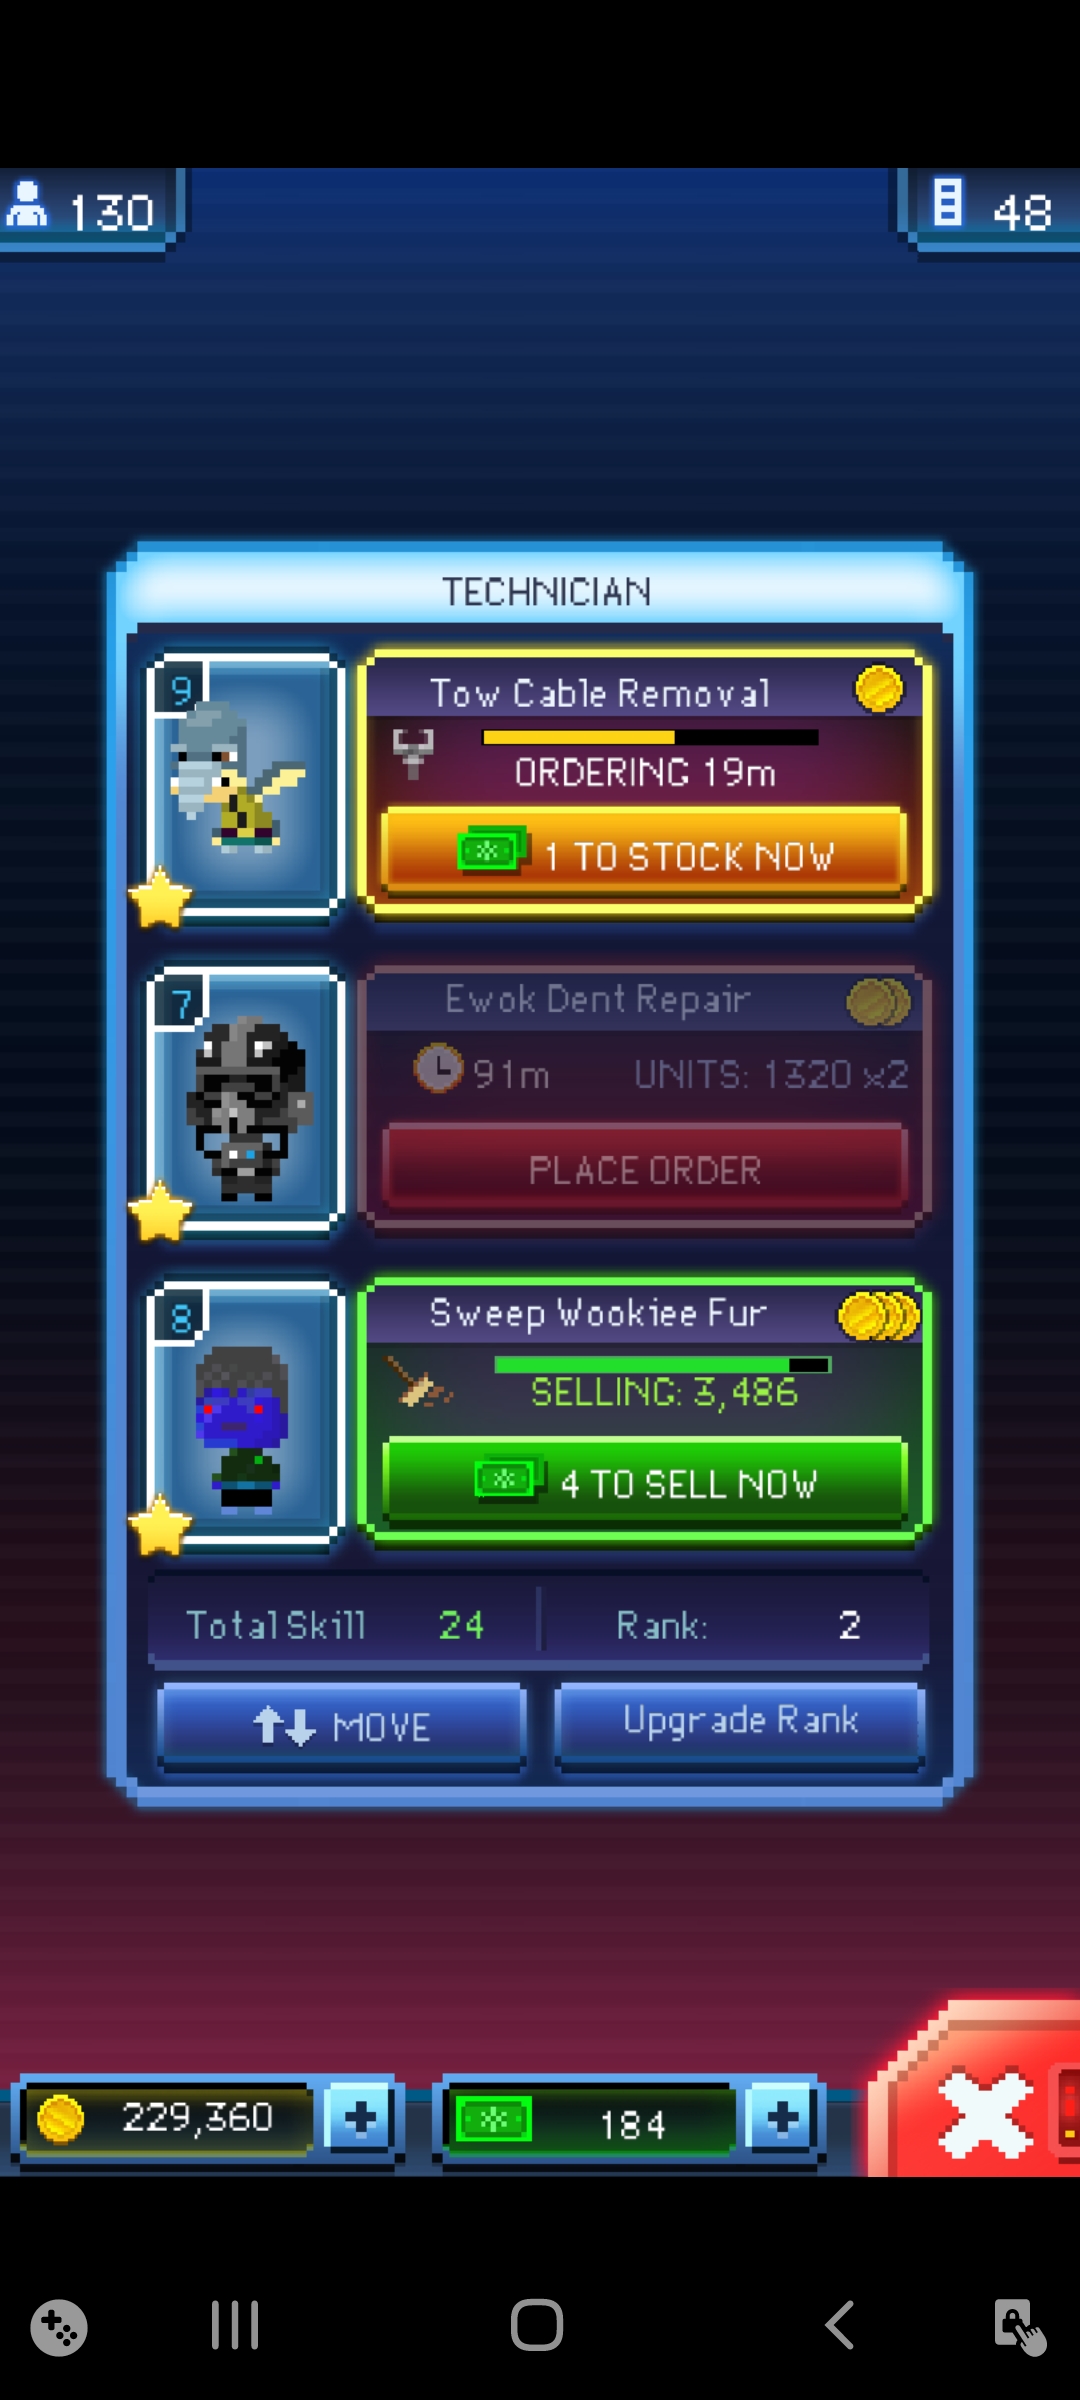 130
48
TECHNICIAN
9
Tow Cable Removal
ORDERING 19m
1 TO STOCK NOW
7
Ewok Dent Repair
91m UNITS: 1320 x2
PLACE ORDER
8
Sweep Wookiee Fur
SELLING: 3,486
4 TO SELL NOW
Total Skill 24 Rank: 2
MOVE Upgrade Rank
229,360 184